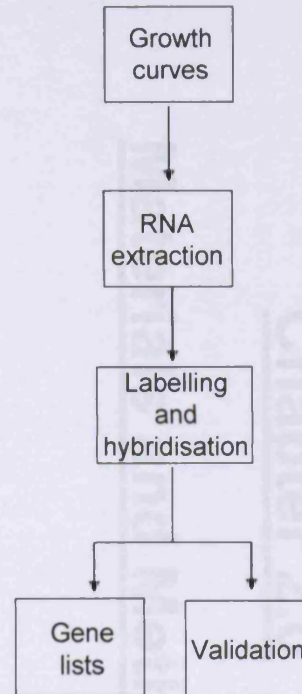 Growth
curves
RNA
extraction
Labelling
and
hybridisation
Gene
lists
Validation